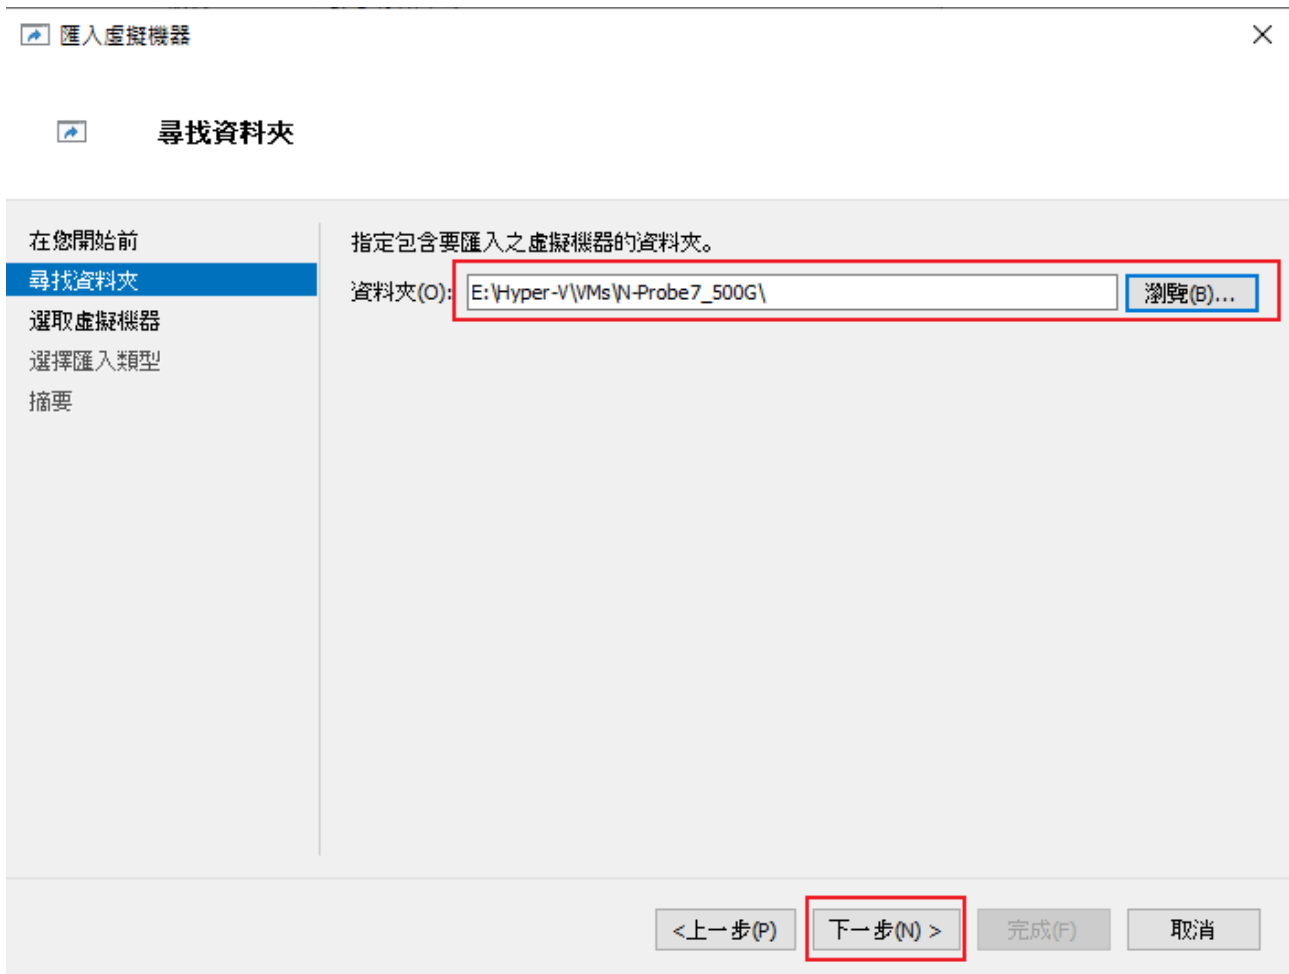 匯入虛擬機器
尋找資料夾
在您開始前
尋找資料夾
選取虛擬機器
選擇匯入類型
摘要
指定包含要匯入之虛擬機器的資料夾。
資料夾(O): E:\Hyper-V\VMs\N-Probe7_500G\ 瀏覽(B)...
<上一步(P) 下一步(N) > 完成(F) 取消